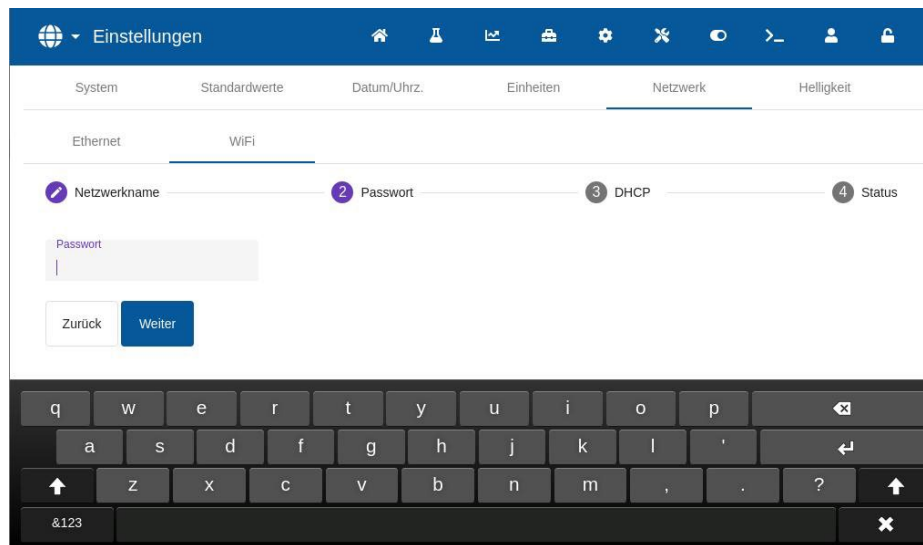 Einstellungen
System Standardwerte Datum/Uhrz. Einheiten Netzwerk Helligkeit
Ethernet WiFi
Netzwerkname 2 Passwort 3 DHCP 4 Status
Passwort
Zurück Weiter
q w e r t y u i o p
a s d f g h j k l '
z x c v b n m , . ?
&123